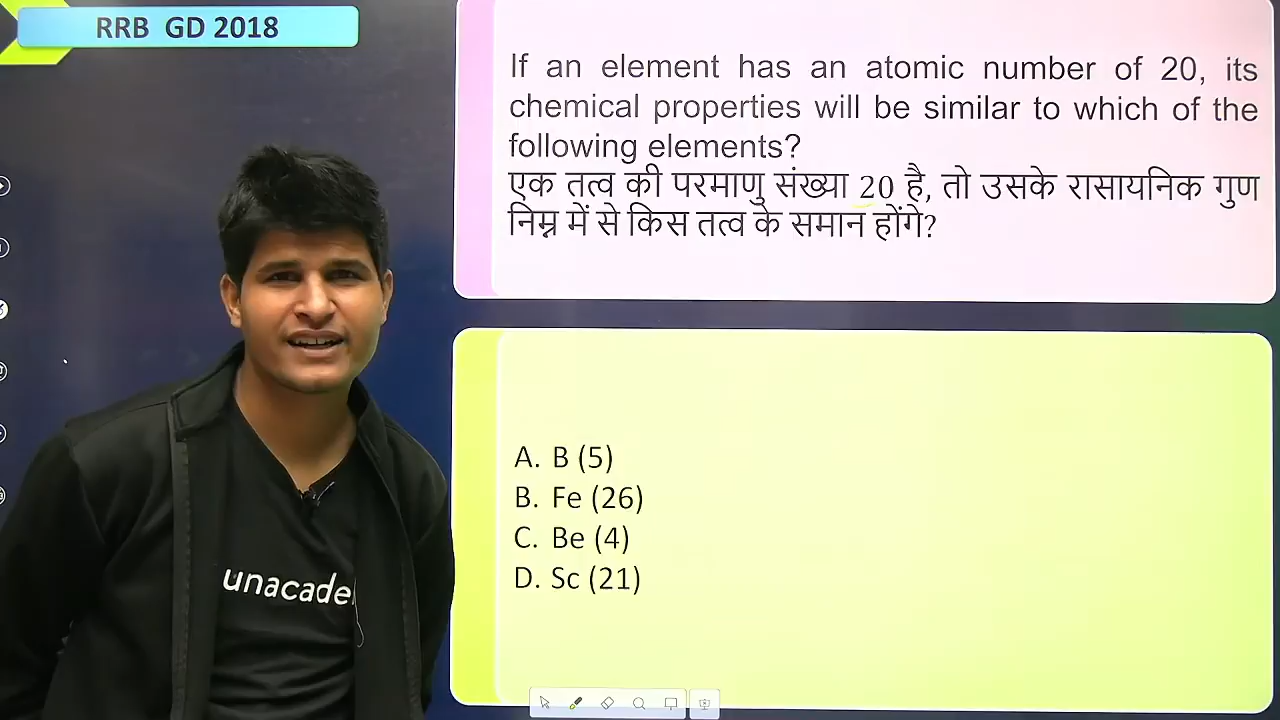 RRB GD 2018
If an element has an atomic number of 20, its
chemical properties will be similar to which of the
following elements?
एक तत्व की परमाणु संख्या 20 है, तो उसके रासायनिक गुण
निम्न में से किस तत्व के समान होंगे?
A. B (5)
B. Fe (26)
C. Be (4)
D. Sc (21)
unacade